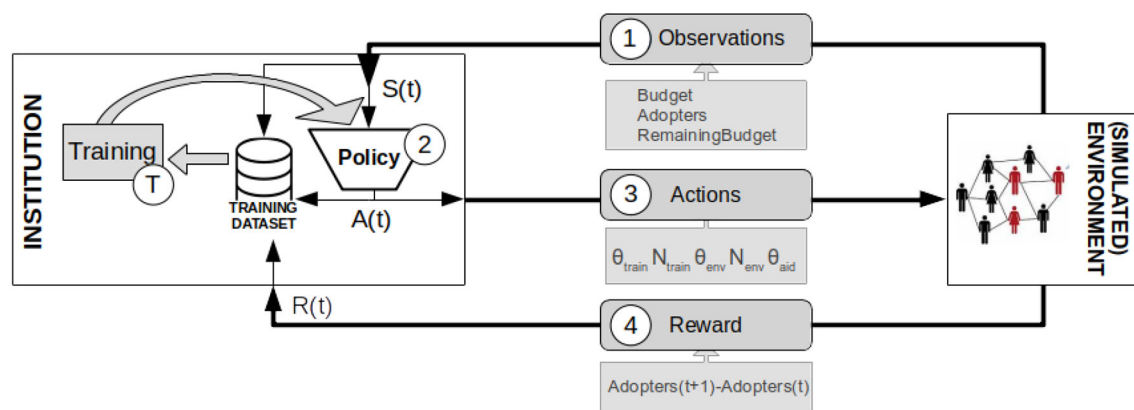 1 Observations
Budget
Adopters
RemainingBudget
INSTITUTION
S(t)
Training
T
Policy
2
TRAINING
DATASET
A(t)
3 Actions
θtrain Ntrain θenv Nenv θaid
(SIMULATED)
ENVIRONMENT
R(t)
4 Reward
Adopters(t+1)-Adopters(t)